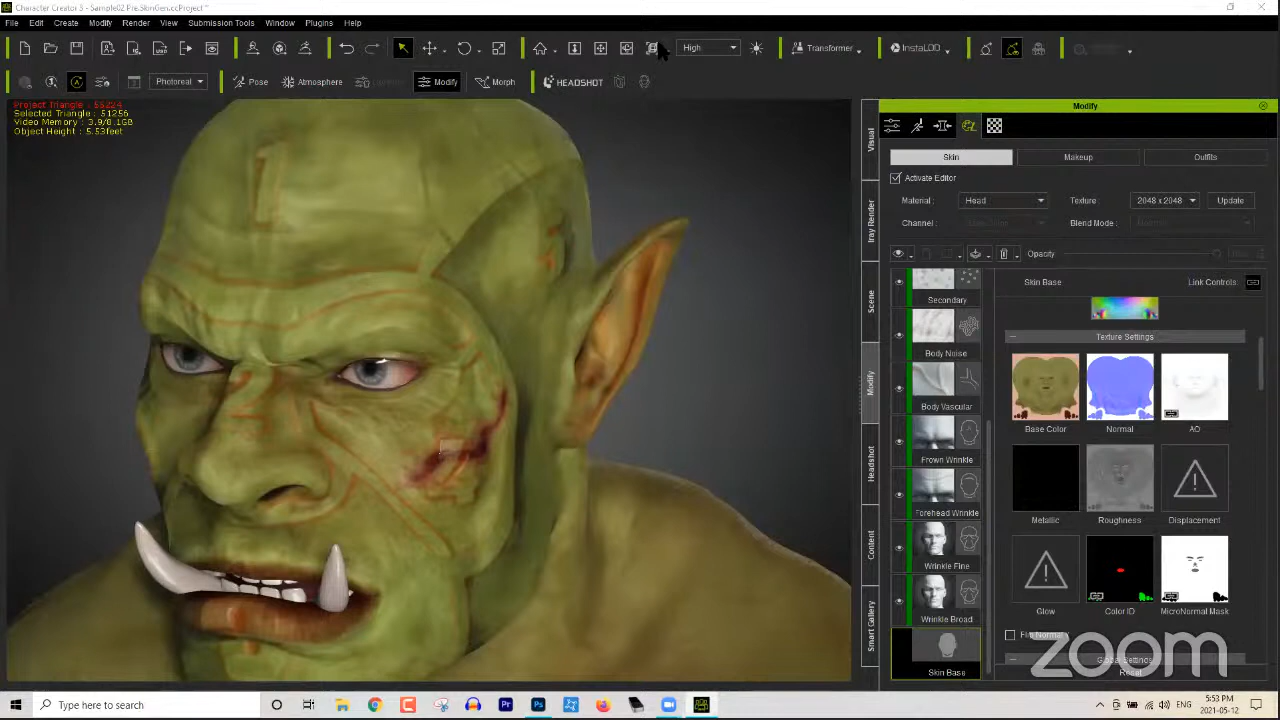 Character Creator 3 - Sample02 Pre.SkinGen.ccProject*
File Edit Create Modify Render View Submission Tools Window Plugins Help
High Transformer InstaLOD
Photoreal Pose Atmosphere Modify Morph HEADSHOT
Project Triangle : 55224
Selected Triangle : 51256
Video Memory : 3.9/8.1GB
Object Height : 5.53feet
Visual
Iray Render
Scene
Modify
Headshot
Content
Smart Gallery
Modify
Skin Makeup Outfits
Activate Editor
Material: Head Texture: 2048 x 2048 Update
Channel: Blend Mode:
Opacity
Secondary
Body Noise
Body Vascular
Frown Wrinkle
Forehead Wrinkle
Wrinkle Fine
Wrinkle Broad
Skin Base
Skin Base Link Controls:
Texture Settings
Base Color Normal AO
Metallic Roughness Displacement
Glow Color ID MicroNormal Mask
Global Settings
Reset
zoom
Type here to search
ENG
5:53 PM
2021-05-12